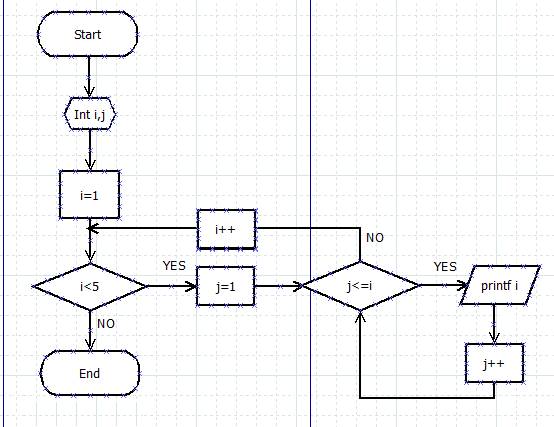 Start
Int i,j
i=1
i++
NO
i<5
YES
j=1
j<=i
YES
printf i
NO
j++
End